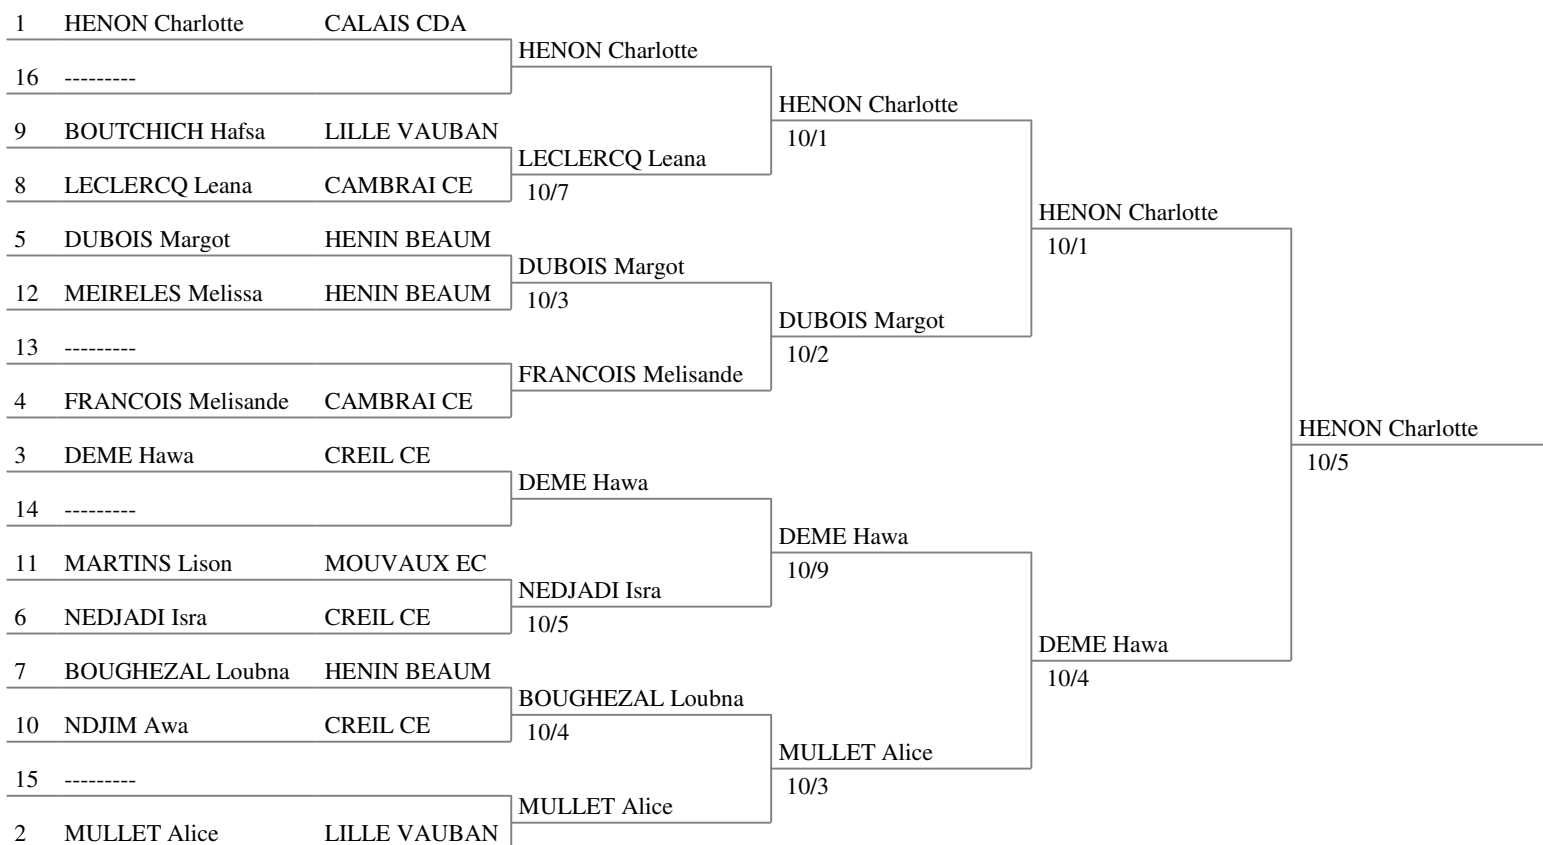 1 HENON Charlotte CALAIS CDA
HENON Charlotte
16 ---------
HENON Charlotte
10/1
9 BOUTCHICH Hafsa LILLE VAUBAN
LECLERCQ Leana
10/7
8 LECLERCQ Leana CAMBRAI CE
HENON Charlotte
10/1
5 DUBOIS Margot HENIN BEAUM
DUBOIS Margot
10/3
12 MEIRELES Melissa HENIN BEAUM
DUBOIS Margot
10/2
13 ---------
FRANCOIS Melisande
4 FRANCOIS Melisande CAMBRAI CE
HENON Charlotte
10/5
3 DEME Hawa CREIL CE
DEME Hawa
14 ---------
DEME Hawa
10/9
11 MARTINS Lison MOUVAUX EC
NEDJADI Isra
10/5
6 NEDJADI Isra CREIL CE
DEME Hawa
10/4
7 BOUGHEZAL Loubna HENIN BEAUM
BOUGHEZAL Loubna
10/4
10 NDJIM Awa CREIL CE
MULLET Alice
10/3
15 ---------
MULLET Alice
2 MULLET Alice LILLE VAUBAN